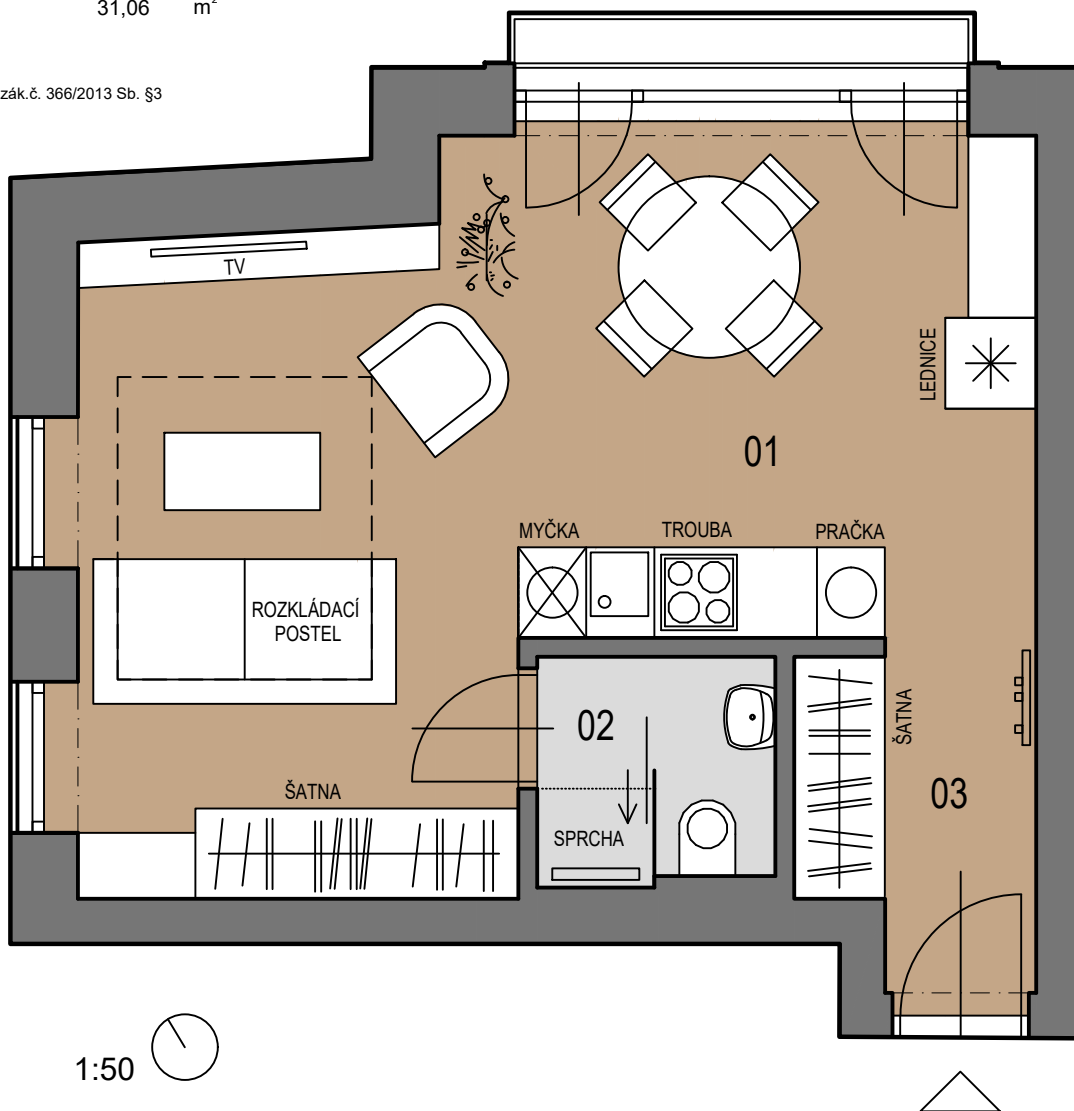 31,06 m²
zák.č. 366/2013 Sb. §3
TV
LEDNICE
01
MYČKA
TROUBA
PRAČKA
ROZKLÁDACÍ
POSTEL
02
ŠATNA
03
ŠATNA
SPRCHA
1:50